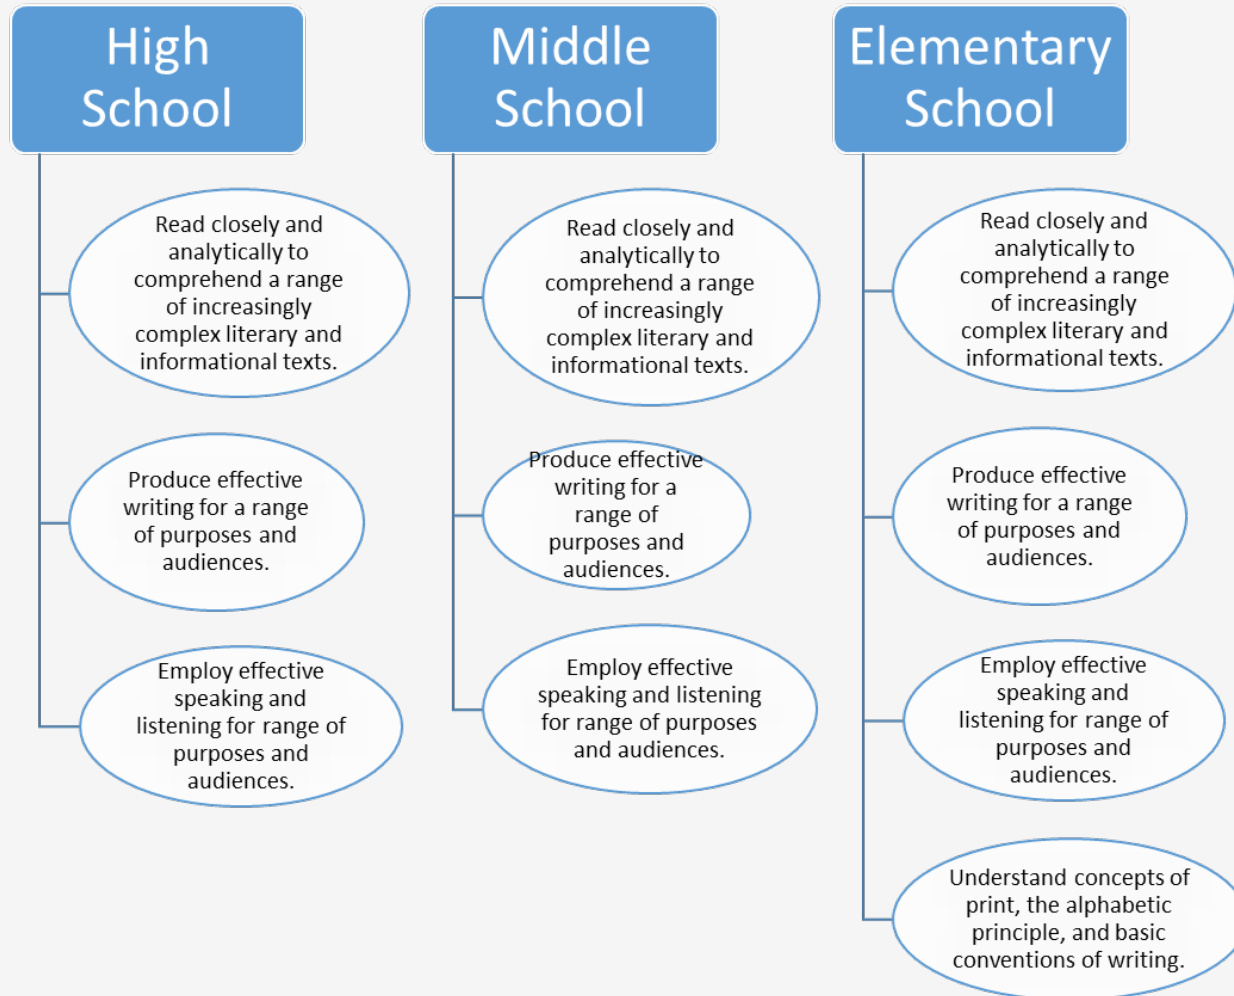 High
School
Read closely and
analytically to
comprehend a range
of increasingly
complex literary and
informational texts.
Produce effective
writing for a range
of purposes and
audiences.
Employ effective
speaking and
listening for range of
purposes and
audiences.
Middle
School
Read closely and
analytically to
comprehend a range
of increasingly
complex literary and
informational texts.
Produce effective
writing for a
range of
purposes and
audiences.
Employ effective
speaking and listening
for range of purposes
and audiences.
Elementary
School
Read closely and
analytically to
comprehend a range
of increasingly
complex literary and
informational texts.
Produce effective
writing for a range
of purposes and
audiences.
Employ effective
speaking and
listening for range of
purposes and
audiences.
Understand concepts of
print, the alphabetic
principle, and basic
conventions of writing.